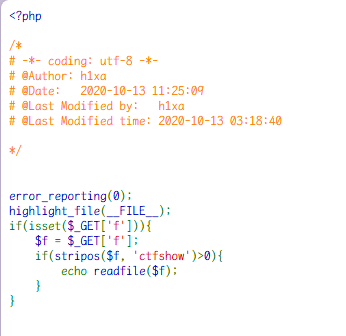 <?php
/*
# -*- coding: utf-8 -*-
# @Author: h1xa
# @Date:   2020-10-13 11:25:09
# @Last Modified by:   h1xa
# @Last Modified time: 2020-10-13 03:18:40
*/
error_reporting(0);
highlight_file(__FILE__);
if(isset($_GET['f'])){
    $f = $_GET['f'];
    if(stripos($f, 'ctfshow')>0){
        echo readfile($f);
    }
}